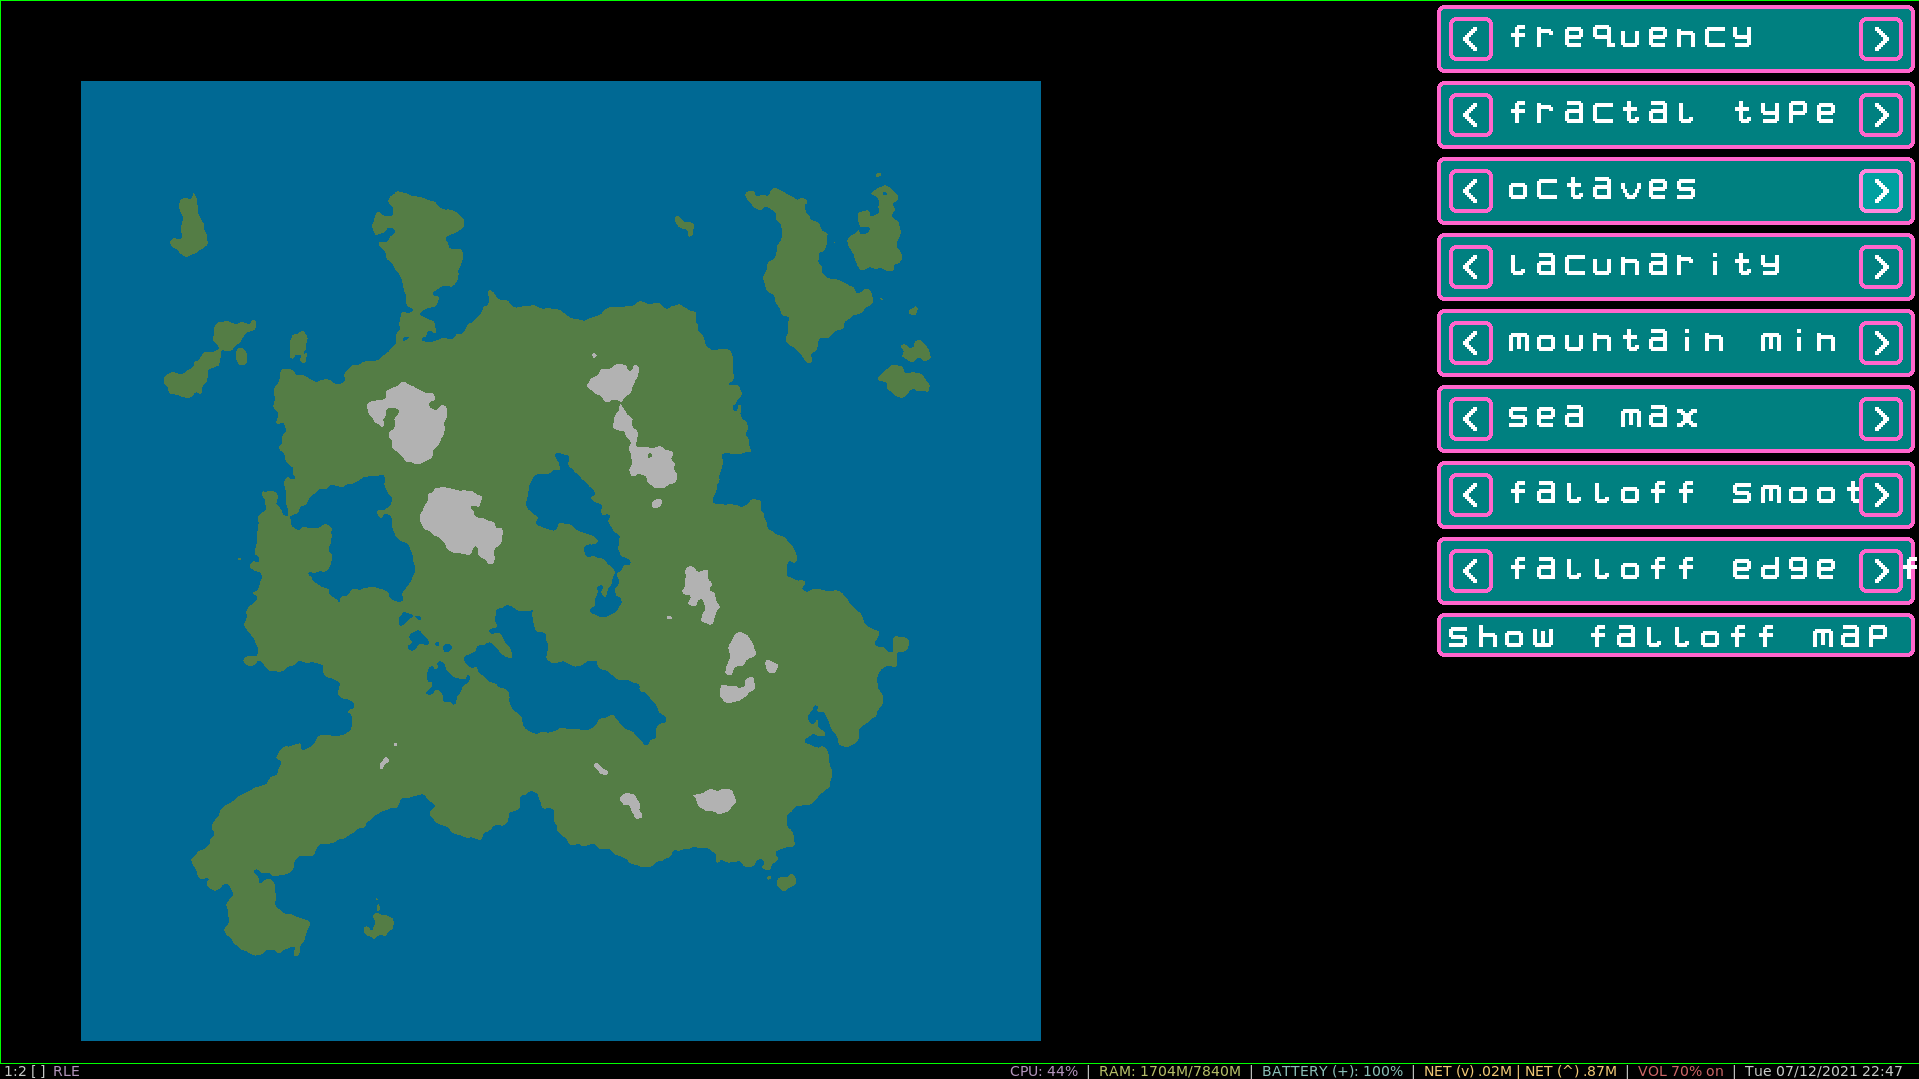 < frequency >
< fractal type >
< octaves >
< lacunarity >
< mountain min >
< sea max >
< falloff smoot >
< falloff edge > f
show falloff map
1:2 [ ] RLE CPU: 44% | RAM: 1704M/7840M | BATTERY (+): 100% | NET (v) .02M | NET (^) .87M | VOL 70% on | Tue 07/12/2021 22:47